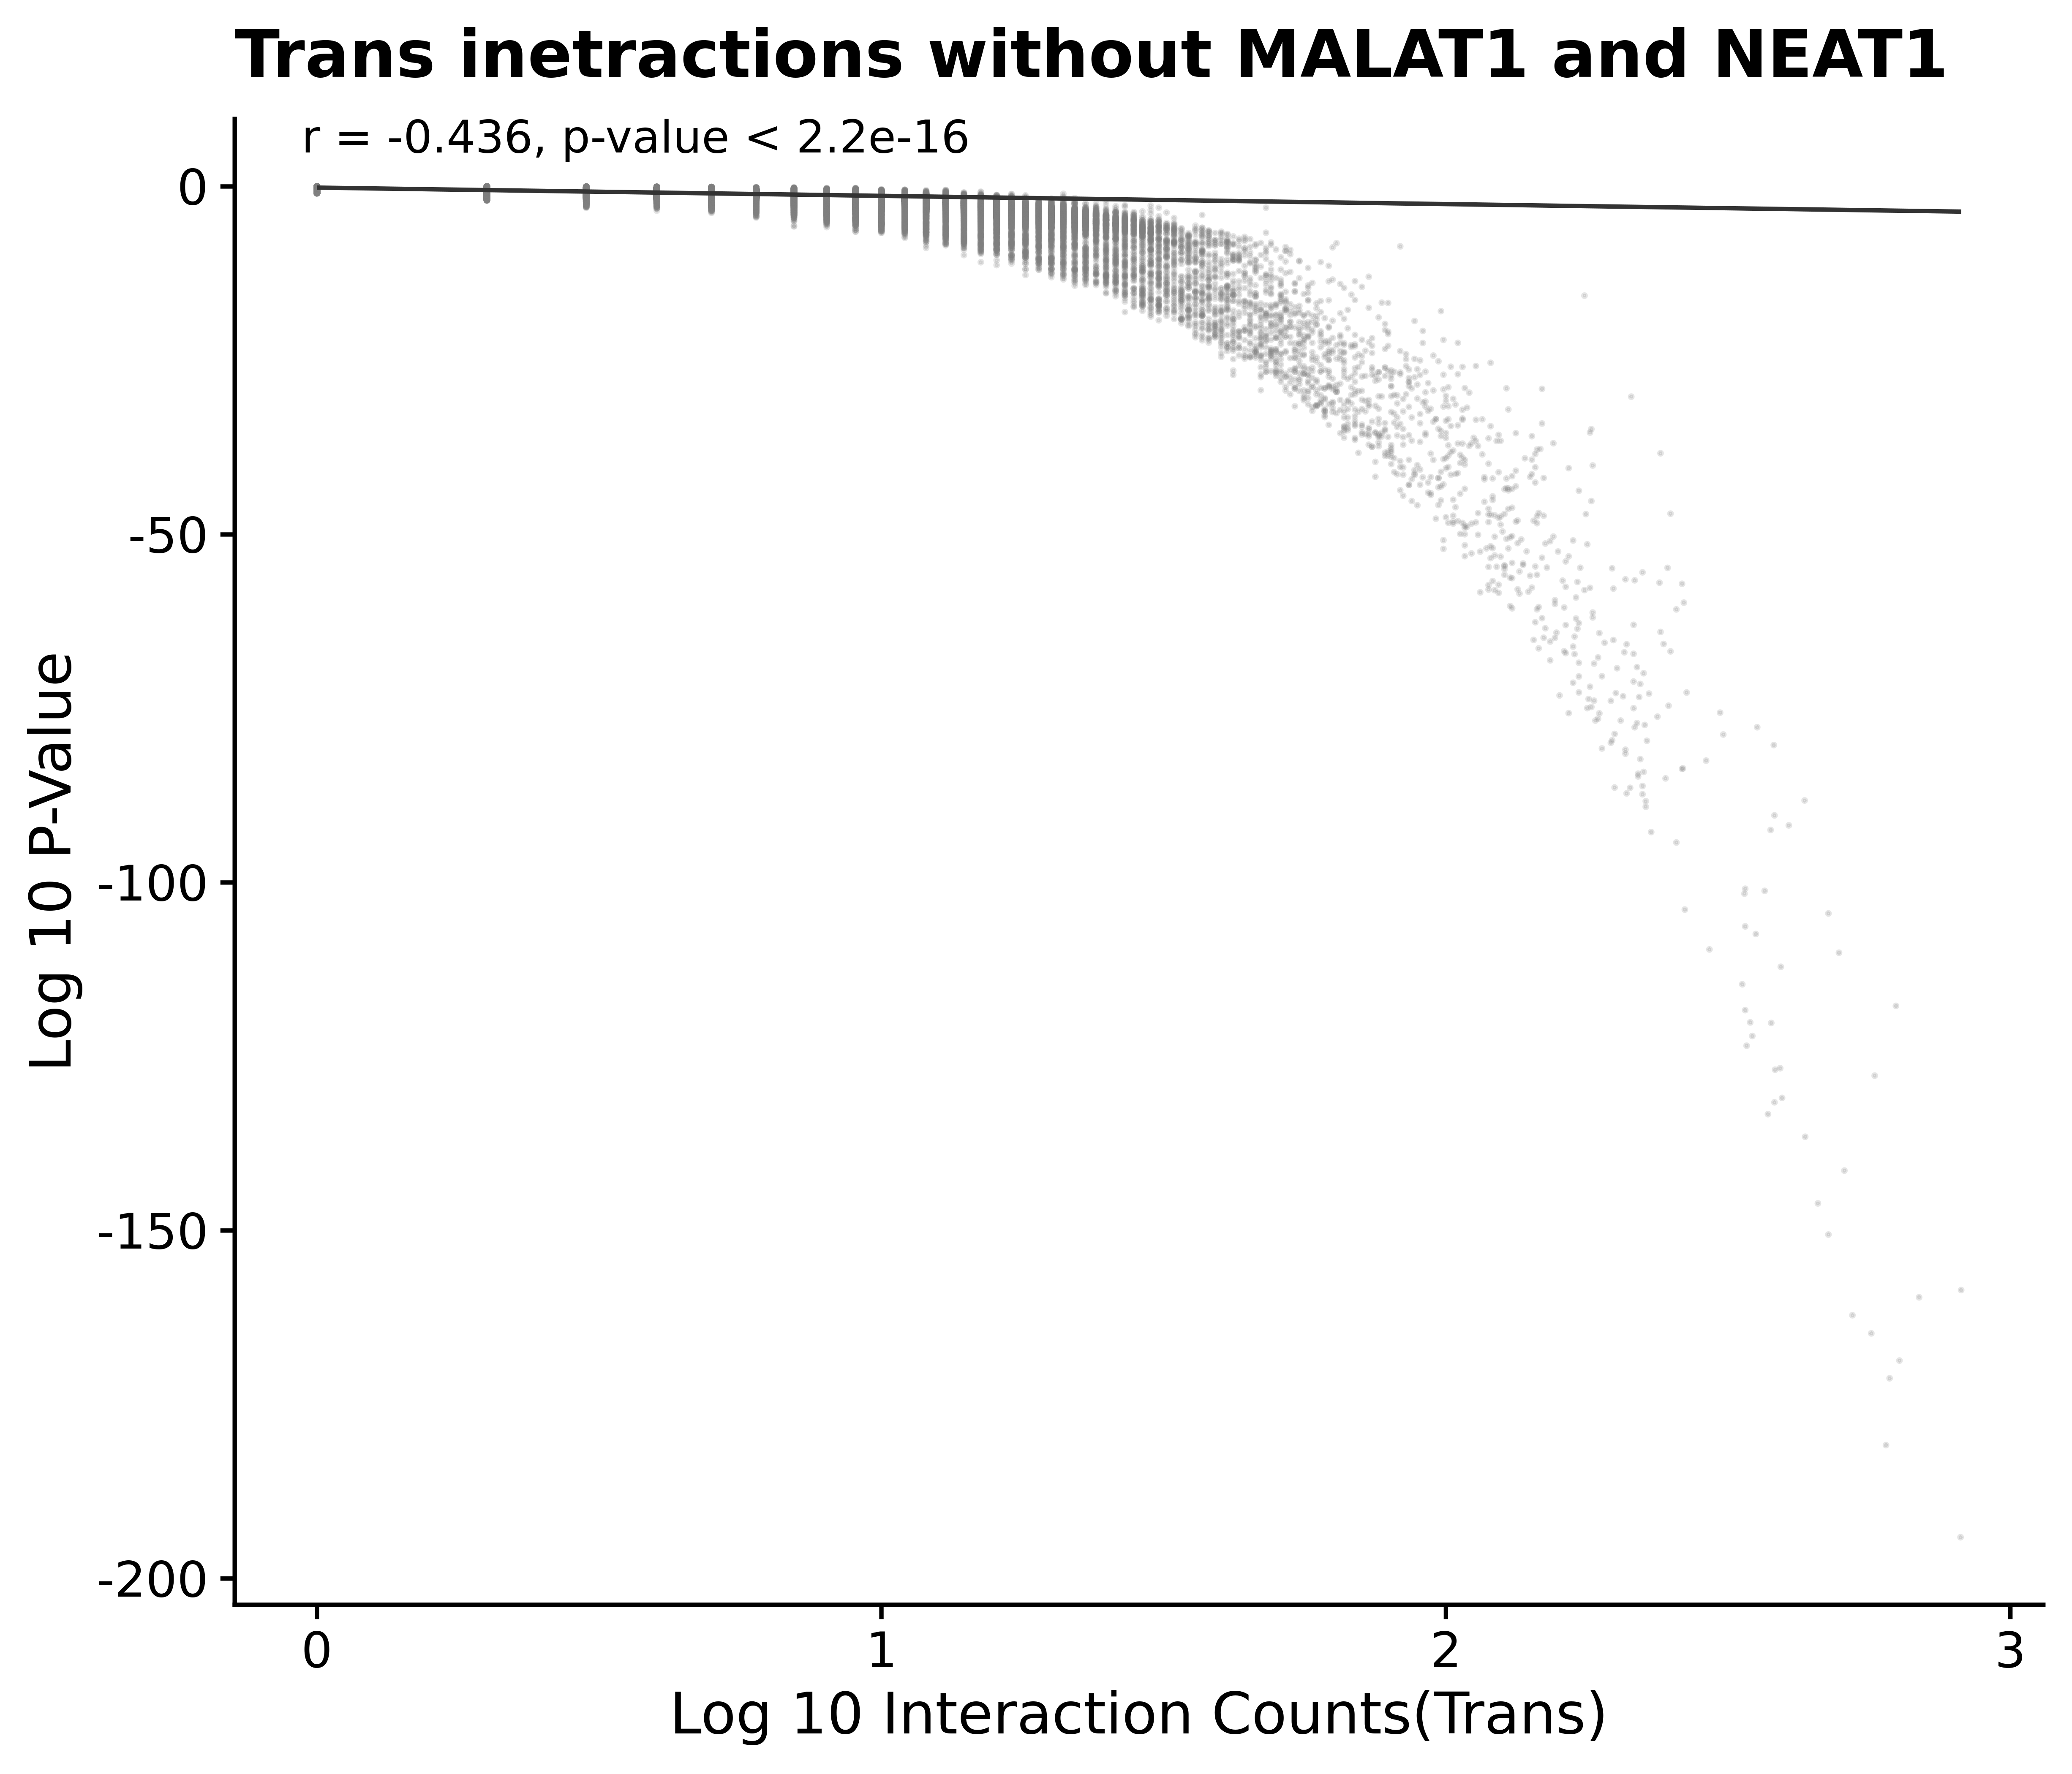 Trans inetractions without MALAT1 and NEAT1
r = -0.436, p-value < 2.2e-16
0
-50
-100
-150
-200
Log 10 P-Value
0 1 2 3
Log 10 Interaction Counts(Trans)